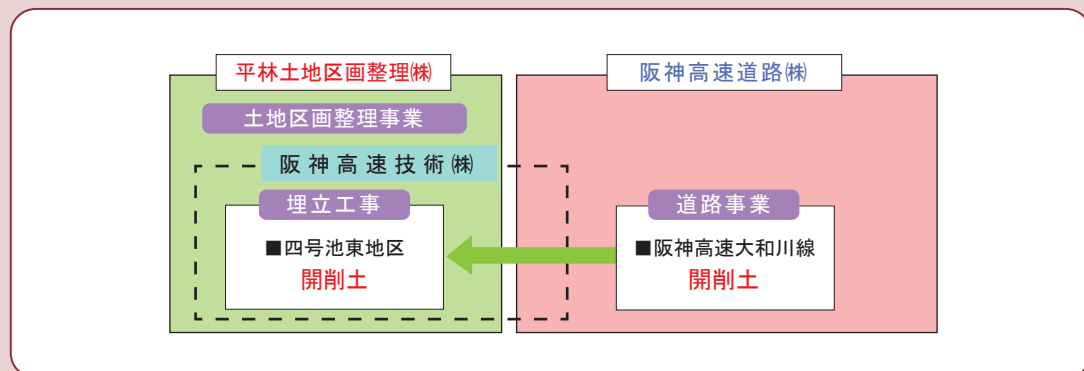 平林土地区画整理㈱
土地区画整理事業
阪神高速技術㈱
埋立工事
■四号池東地区
開削土
阪神高速道路㈱
道路事業
■阪神高速大和川線
開削土